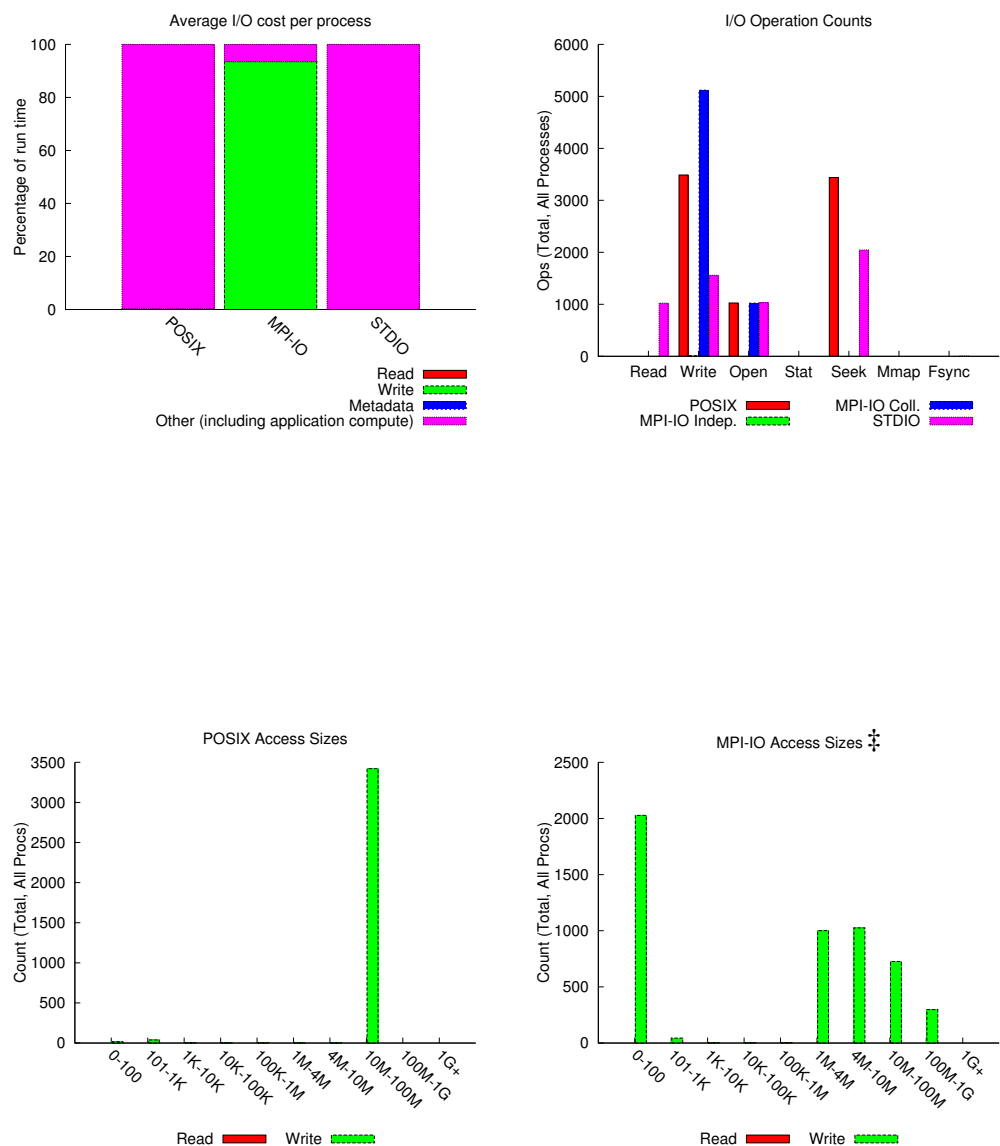 Average I/O cost per process
100
80
60
40
20
0
Percentage of run time
POSIX
MPI-IO
STDIO
Read
Write
Metadata
Other (including application compute)
I/O Operation Counts
6000
5000
4000
3000
2000
1000
0
Ops (Total, All Processes)
Read Write Open Stat Seek Mmap Fsync
POSIX MPI-IO Coll.
MPI-IO Indep. STDIO
POSIX Access Sizes
3500
3000
2500
2000
1500
1000
500
0
Count (Total, All Procs)
0-100
101-1K
1K-10K
10K-100K
100K-1M
1M-4M
4M-10M
10M-100M
100M-1G
1G+
Read Write
MPI-IO Access Sizes ‡
2500
2000
1500
1000
500
0
Count (Total, All Procs)
0-100
101-1K
1K-10K
10K-100K
100K-1M
1M-4M
4M-10M
10M-100M
100M-1G
1G+
Read Write